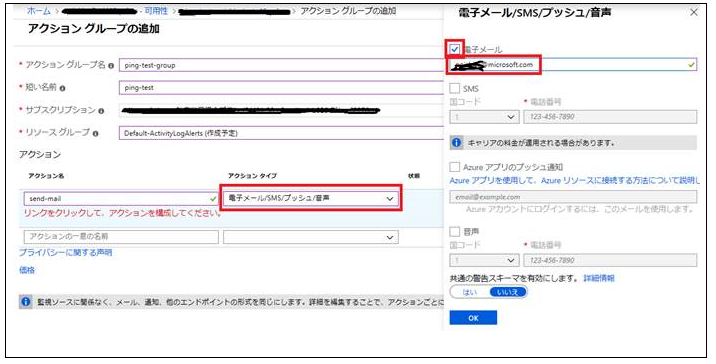 ホーム > - 可用性 > アクション グループの追加
アクション グループの追加
* アクション グループ名 ping-test-group
* 短い名前 ping-test
* サブスクリプション
* リソース グループ Default-ActivityLogAlerts (作成予定)
アクション
アクション名 アクション タイプ 状態
send-mail 電子メール/SMS/プッシュ/音声
リンクをクリックして、アクションを構成してください。
アクションの一意の名前
プライバシーに関する声明
価格
監視ソースに関係なく、メール、通知、他のエンドポイントの形式を同じにします。詳細を編集することで、アクションごとに
電子メール/SMS/プッシュ/音声
電子メール
@microsoft.com
SMS
国コード * 電話番号
1 123-456-7890
キャリアの料金が適用される場合があります。
Azure アプリのプッシュ通知
Azure アプリを使用して、Azure リソースに接続する方法について説明し
email@example.com
Azure アカウントにログインするには、このメールを使用します。
音声
国コード * 電話番号
1 123-456-7890
共通の警告スキーマを有効にします。 詳細情報
はい いいえ
OK